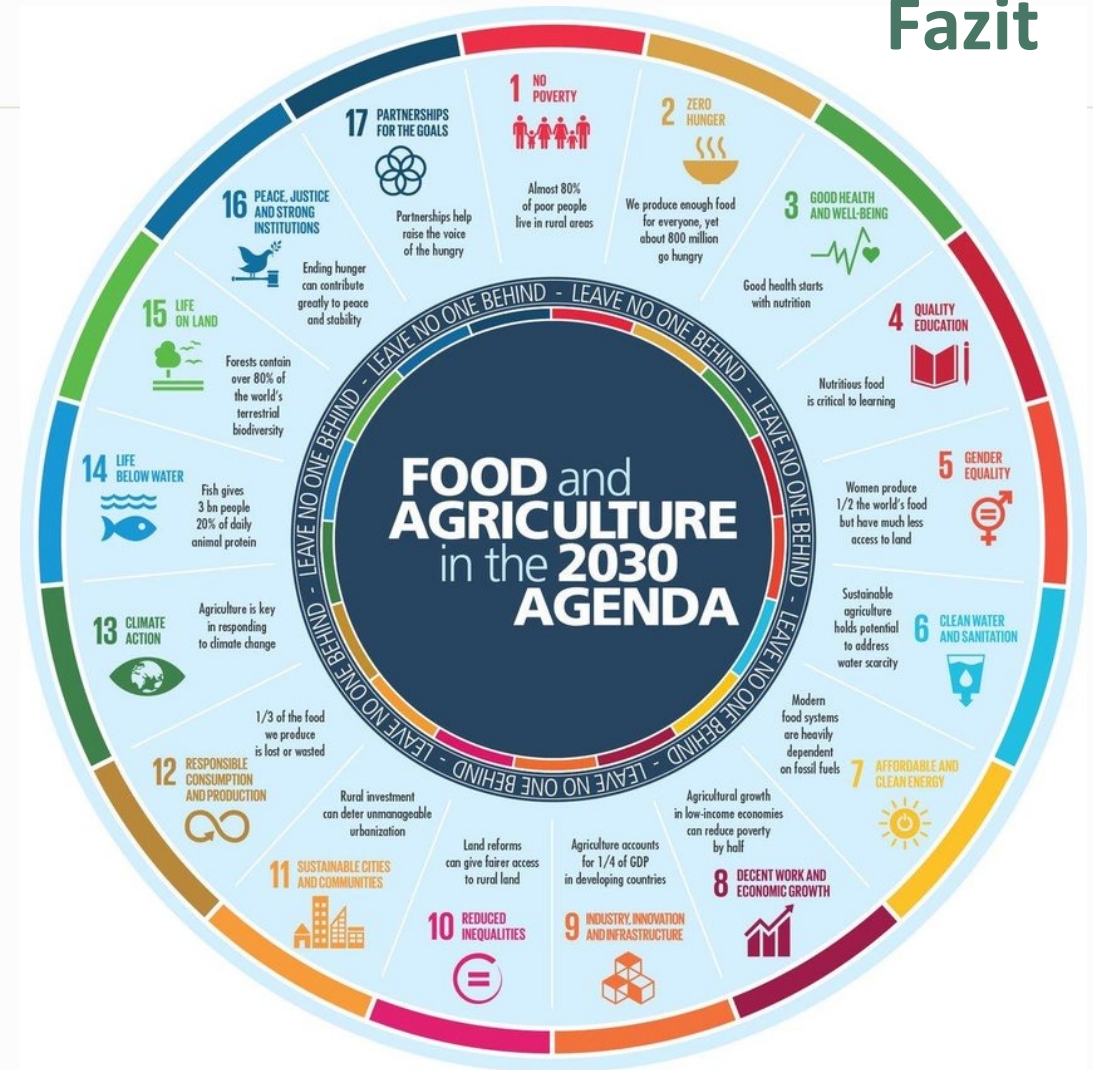 Fazit
1 NO
POVERTY
Almost 80%
of poor people
live in rural areas
2 ZERO
HUNGER
We produce enough food
for everyone, yet
about 800 million
go hungry
3 GOOD HEALTH
AND WELL-BEING
Good health starts
with nutrition
4 QUALITY
EDUCATION
Nutritious food
is critical to learning
5 GENDER
EQUALITY
Women produce
1/2 the world's food
but have much less
access to land
6 CLEAN WATER
AND SANITATION
Sustainable
agriculture
holds potential
to address
water scarcity
7 AFFORDABLE AND
CLEAN ENERGY
Modern
food systems
are heavily
dependent
on fossil fuels
8 DECENT WORK AND
ECONOMIC GROWTH
Agricultural growth
in low-income economies
can reduce poverty
by half
9 INDUSTRY, INNOVATION
AND INFRASTRUCTURE
Agriculture accounts
for 1/4 of GDP
in developing countries
10 REDUCED
INEQUALITIES
Land reforms
can give fairer access
to rural land
11 SUSTAINABLE CITIES
AND COMMUNITIES
Rural investment
can deter unmanageable
urbanization
12 RESPONSIBLE
CONSUMPTION
AND PRODUCTION
1/3 of the food
we produce
is lost or wasted
13 CLIMATE
ACTION
Agriculture is key
in responding
to climate change
14 LIFE
BELOW WATER
Fish gives
3 bn people
20% of daily
animal protein
15 LIFE
ON LAND
Forests contain
over 80% of
the world's
terrestrial
biodiversity
16 PEACE, JUSTICE
AND STRONG
INSTITUTIONS
Ending hunger
can contribute
greatly to peace
and stability
17 PARTNERSHIPS
FOR THE GOALS
Partnerships help
raise the voice
of the hungry
LEAVE NO ONE BEHIND - LEAVE NO ONE BEHIND - LEAVE NO ONE BEHIND - LEAVE NO ONE BEHIND - LEAVE NO ONE BEHIND - LEAVE NO ONE BEHIND - LEAVE NO ONE BEHIND - LEAVE NO ONE BEHIND -
FOOD and
AGRICULTURE
in the 2030
AGENDA